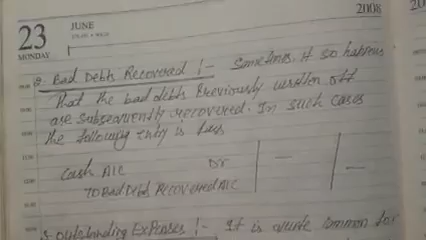 2008
JUNE
23
MONDAY
Bad Debts Recovered !- Sometimes, it so happens
that the bad debts previously written off
are subsequently recovered. In such cases
the following entry is
Cash A/C Dr
TO Bad Debts Recovered A/C
Outstanding Expenses !- It is quite common for